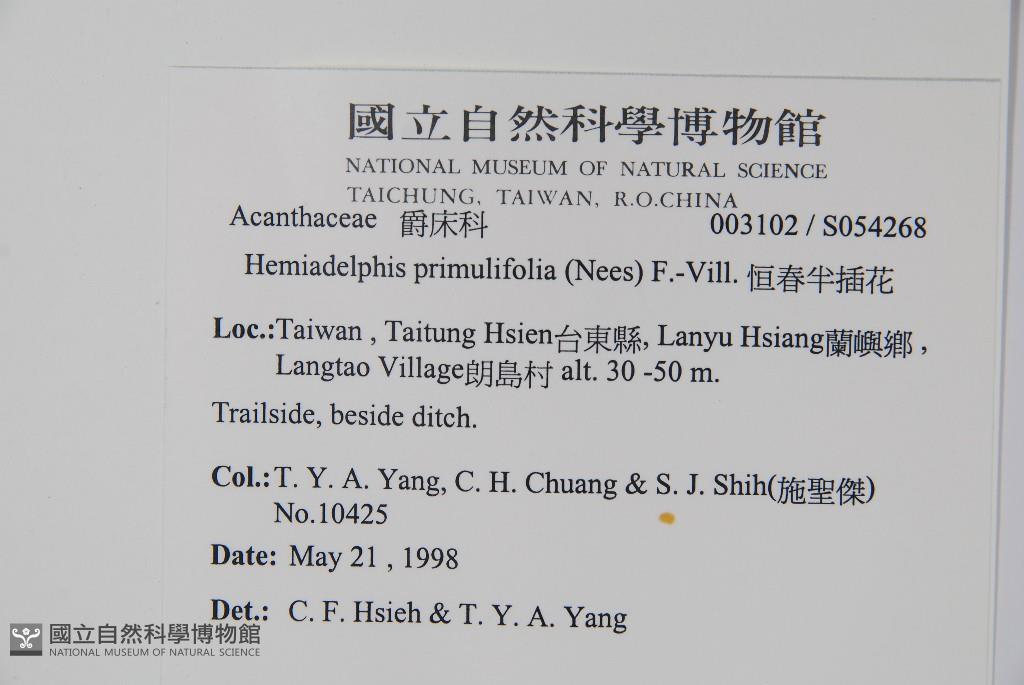 國立自然科學博物館
NATIONAL MUSEUM OF NATURAL SCIENCE
TAICHUNG, TAIWAN, R.O.CHINA
Acanthaceae 爵床科 003102 / S054268
Hemiadelphis primulifolia (Nees) F.-Vill. 恒春半插花
Loc.:Taiwan , Taitung Hsien台東縣, Lanyu Hsiang蘭嶼鄉 ,
Langtao Village朗島村 alt. 30 -50 m.
Trailside, beside ditch.
Col.:T. Y. A. Yang, C. H. Chuang & S. J. Shih(施聖傑)
No.10425
Date: May 21 , 1998
Det.: C. F. Hsieh & T. Y. A. Yang
國立自然科學博物館
NATIONAL MUSEUM OF NATURAL SCIENCE